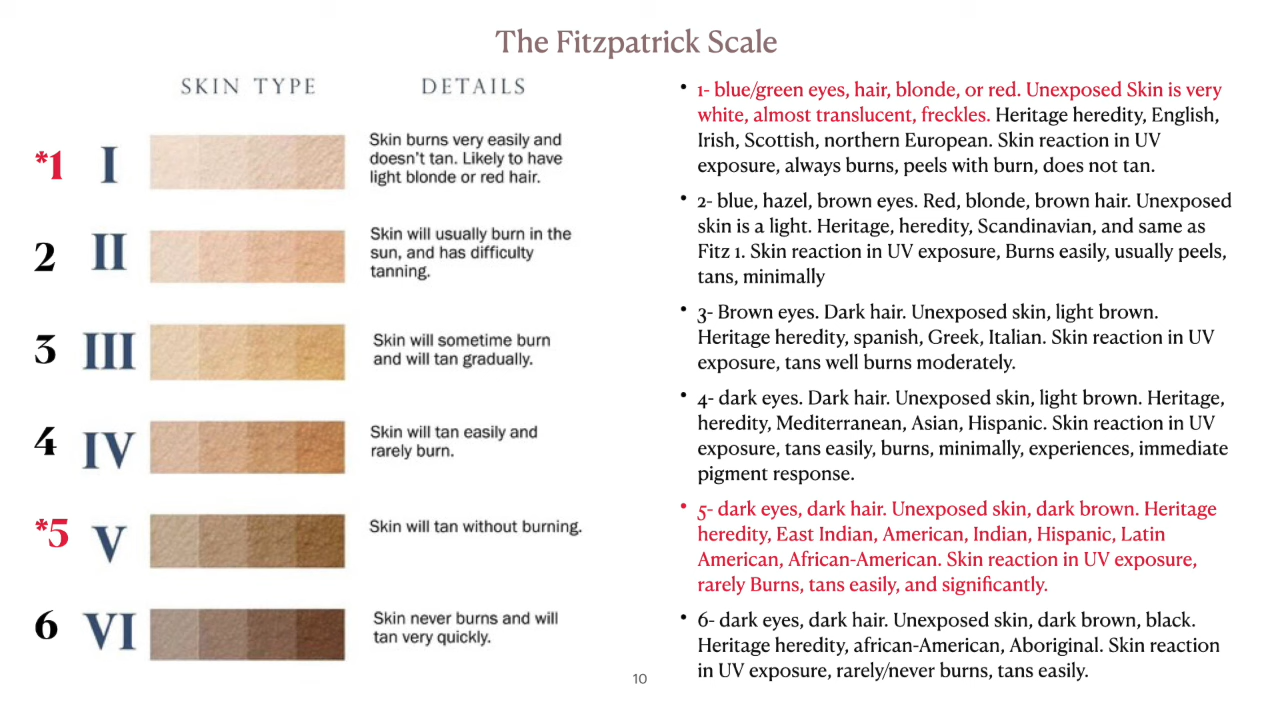 The Fitzpatrick Scale
SKIN TYPE
DETAILS
*1
I
Skin burns very easily and
doesn't tan. Likely to have
light blonde or red hair.
2
II
Skin will usually burn in the
sun, and has difficulty
tanning.
3
III
Skin will sometime burn
and will tan gradually.
4
IV
Skin will tan easily and
rarely burn.
*5
V
Skin will tan without burning.
6
VI
Skin never burns and will
tan very quickly.
• 1- blue/green eyes, hair, blonde, or red. Unexposed Skin is very
white, almost translucent, freckles. Heritage heredity, English,
Irish, Scottish, northern European. Skin reaction in UV
exposure, always burns, peels with burn, does not tan.
• 2- blue, hazel, brown eyes. Red, blonde, brown hair. Unexposed
skin is a light. Heritage, heredity, Scandinavian, and same as
Fitz 1. Skin reaction in UV exposure, Burns easily, usually peels,
tans, minimally
• 3- Brown eyes. Dark hair. Unexposed skin, light brown.
Heritage heredity, spanish, Greek, Italian. Skin reaction in UV
exposure, tans well burns moderately.
• 4- dark eyes. Dark hair. Unexposed skin, light brown. Heritage,
heredity, Mediterranean, Asian, Hispanic. Skin reaction in UV
exposure, tans easily, burns, minimally, experiences, immediate
pigment response.
• 5- dark eyes, dark hair. Unexposed skin, dark brown. Heritage
heredity, East Indian, American, Indian, Hispanic, Latin
American, African-American. Skin reaction in UV exposure,
rarely Burns, tans easily, and significantly.
• 6- dark eyes, dark hair. Unexposed skin, dark brown, black.
Heritage heredity, african-American, Aboriginal. Skin reaction
in UV exposure, rarely/never burns, tans easily.
10